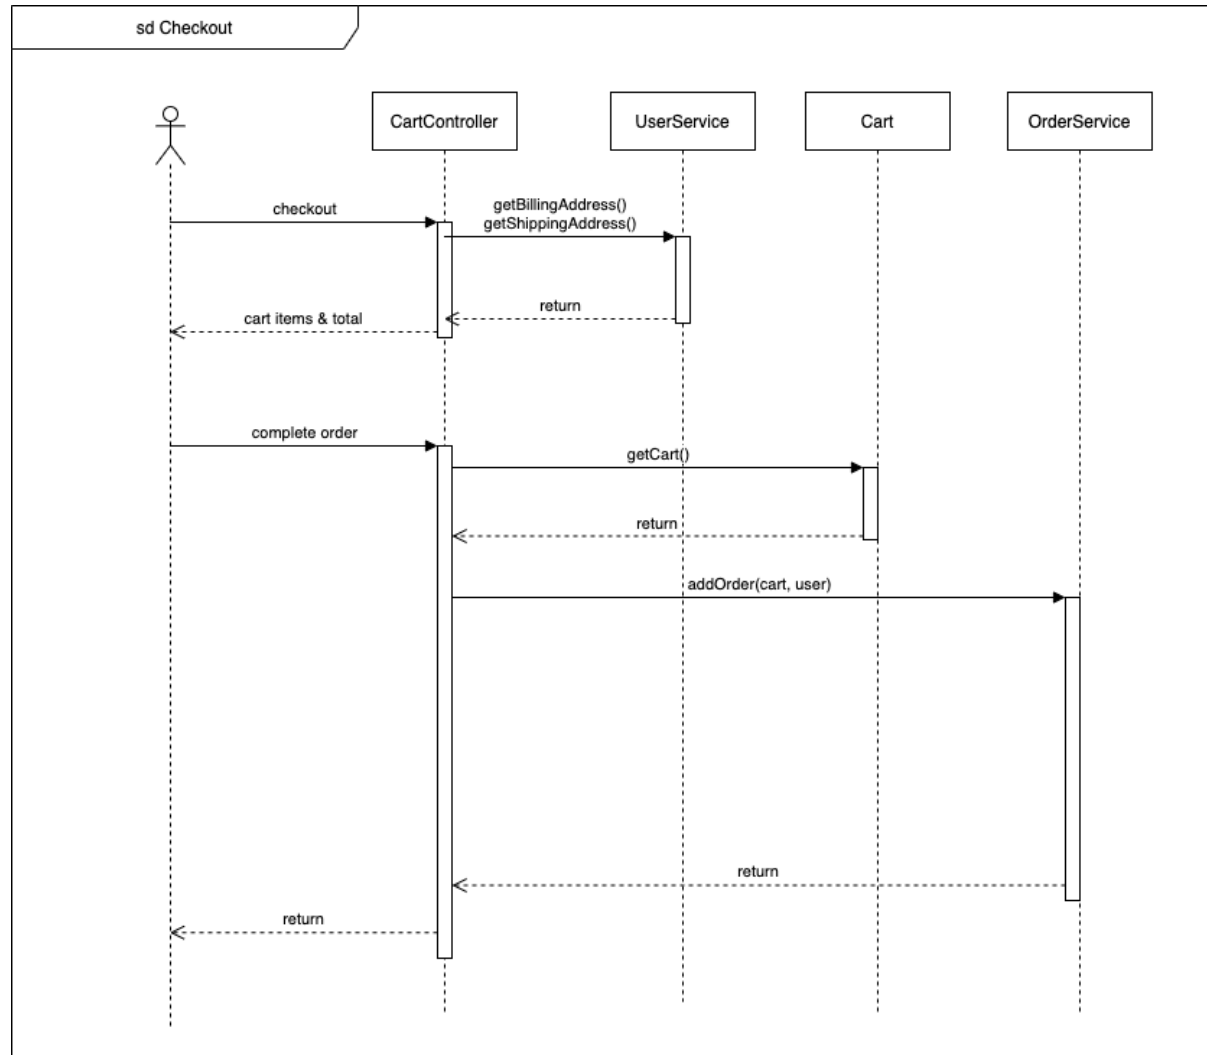 sd Checkout
CartController
UserService
Cart
OrderService
checkout
getBillingAddress()
getShippingAddress()
return
cart items & total
complete order
getCart()
return
addOrder(cart, user)
return
return